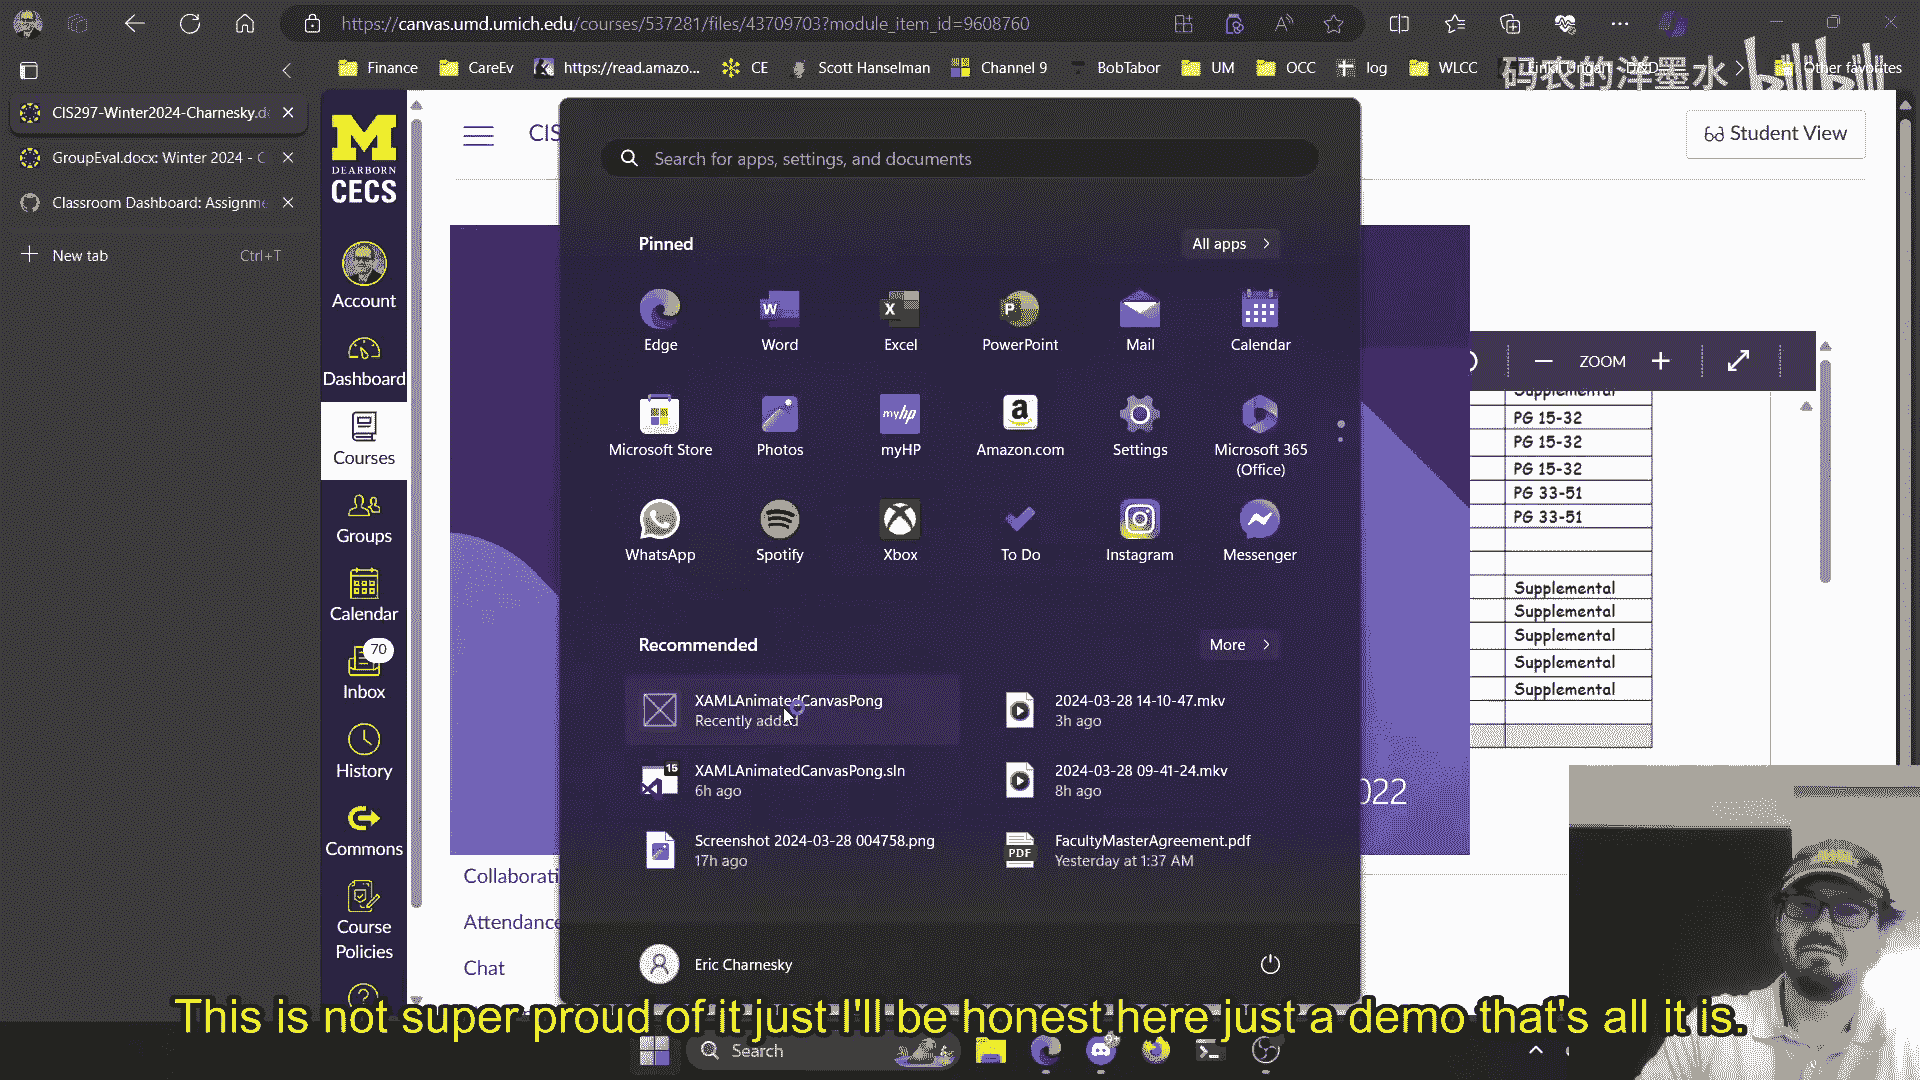 https://canvas.umd.umich.edu/courses/537281/files/43709703?module_item_id=9608760
Finance
CareEv
https://read.amazo...
CE
Scott Hanselman
Channel 9
BobTabor
UM
OCC
log
WLCC
Other favorites
码农的洋墨水
bilibili
CIS297-Winter2024-Charnesky.d
GroupEval.docx: Winter 2024 - C
Classroom Dashboard: Assignme
New tab
Ctrl+T
M
DEARBORN
CECS
Account
Dashboard
Courses
Groups
Calendar
70
Inbox
History
Commons
Course
Policies
CIS
Student View
Search for apps, settings, and documents
Pinned
All apps
Edge
Word
Excel
PowerPoint
Mail
Calendar
Microsoft Store
Photos
myHP
Amazon.com
Settings
Microsoft 365
(Office)
WhatsApp
Spotify
Xbox
To Do
Instagram
Messenger
Recommended
More
XAMLAnimatedCanvasPong
Recently added
2024-03-28 14-10-47.mkv
3h ago
XAMLAnimatedCanvasPong.sln
6h ago
2024-03-28 09-41-24.mkv
8h ago
Screenshot 2024-03-28 004758.png
17h ago
FacultyMasterAgreement.pdf
Yesterday at 1:37 AM
Eric Charnesky
ZOOM
Supplemental
PG 15-32
PG 15-32
PG 15-32
PG 33-51
PG 33-51
Supplemental
Supplemental
Supplemental
Supplemental
Supplemental
022
Collaborati
Attendance
Chat
This is not super proud of it just I'll be honest here just a demo that's all it is.
Search